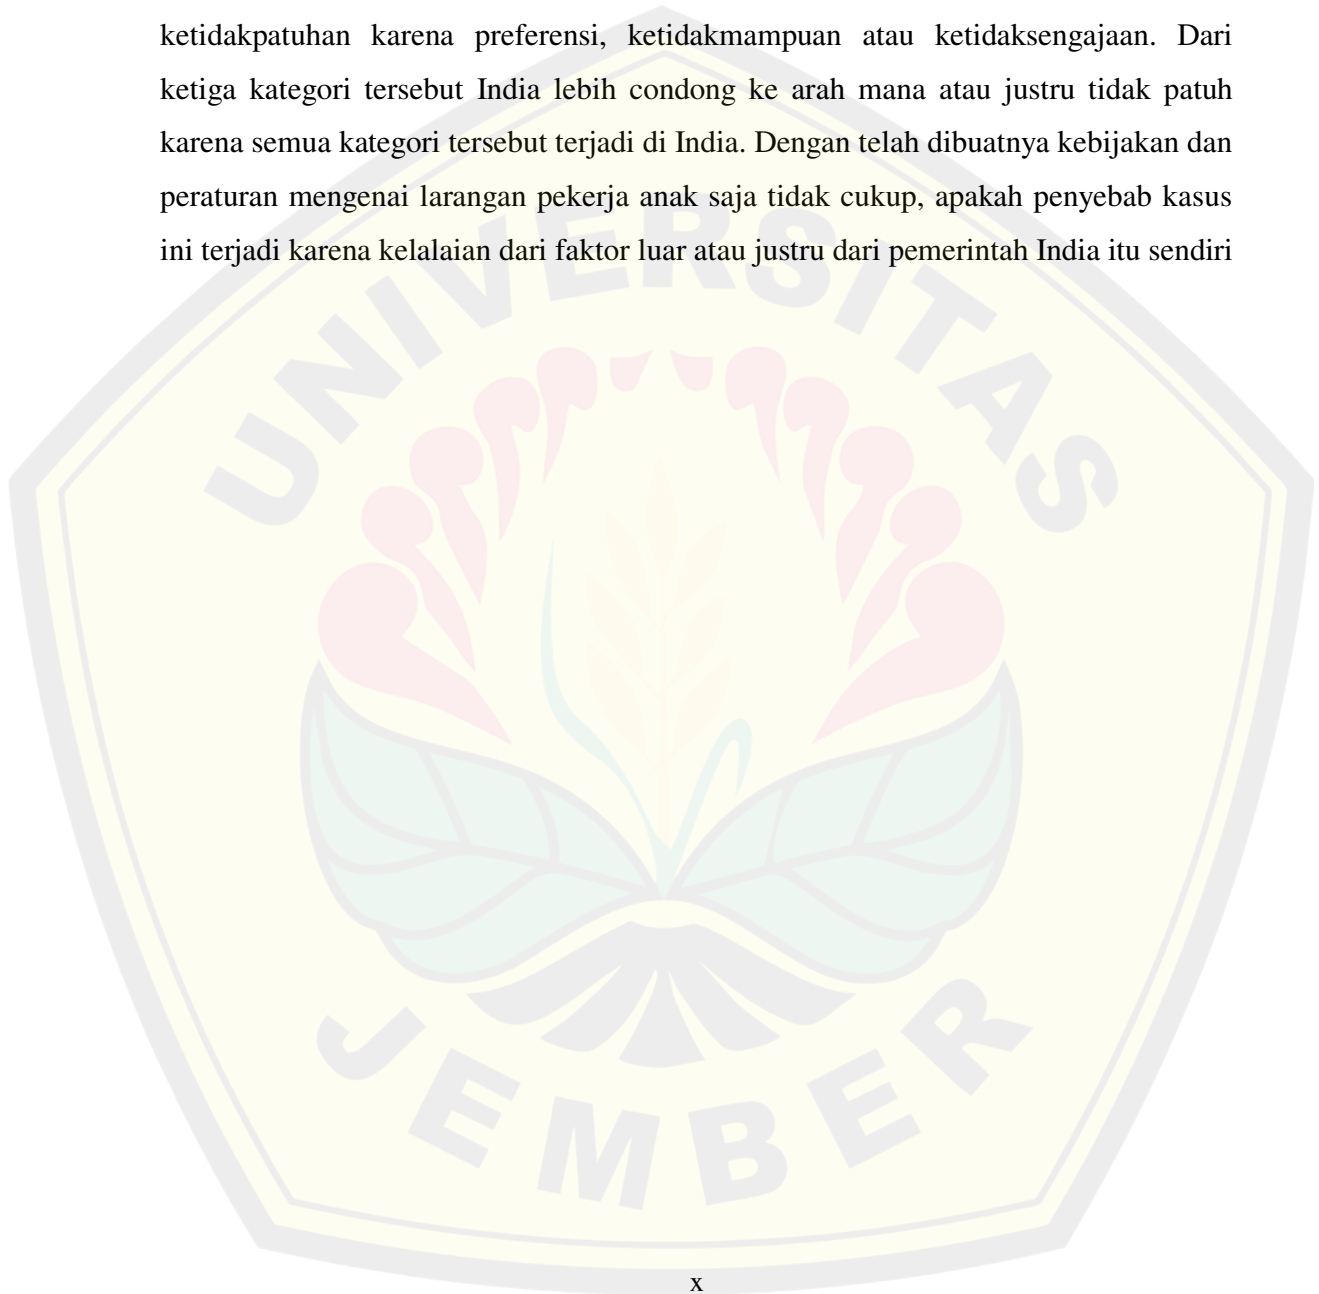 ketidakpatuhan karena preferensi, ketidakmampuan atau ketidaksengajaan. Dari
ketiga kategori tersebut India lebih condong ke arah mana atau justru tidak patuh
karena semua kategori tersebut terjadi di India. Dengan telah dibuatnya kebijakan dan
peraturan mengenai larangan pekerja anak saja tidak cukup, apakah penyebab kasus
ini terjadi karena kelalaian dari faktor luar atau justru dari pemerintah India itu sendiri
UNIVERSITAS
JEMBER
x